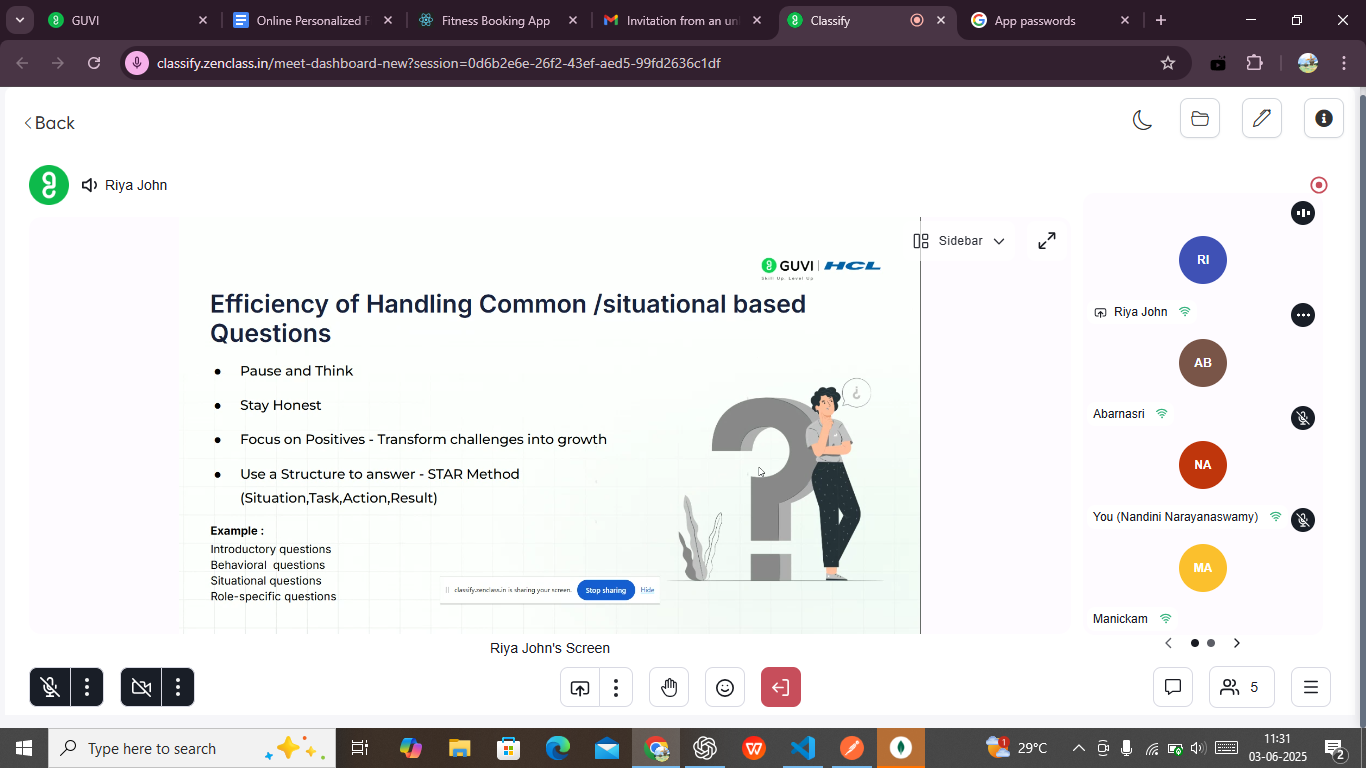 GUVI
Online Personalized F
Fitness Booking App
Invitation from an un
Classify
App passwords
classify.zenclass.in/meet-dashboard-new?session=0d6b2e6e-26f2-43ef-aed5-99fd2636c1df
Back
Riya John
Sidebar
GUVI | HCL
Skill Up. Level Up
Efficiency of Handling Common /situational based
Questions
● Pause and Think
● Stay Honest
● Focus on Positives - Transform challenges into growth
● Use a Structure to answer - STAR Method
(Situation,Task,Action,Result)
Example :
Introductory questions
Behavioral questions
Situational questions
Role-specific questions
classify.zenclass.in is sharing your screen. Stop sharing Hide
Riya John's Screen
RI
Riya John
AB
Abarnasri
NA
You (Nandini Narayanaswamy)
MA
Manickam
5
Type here to search
1
29°C
11:31
03-06-2025
2